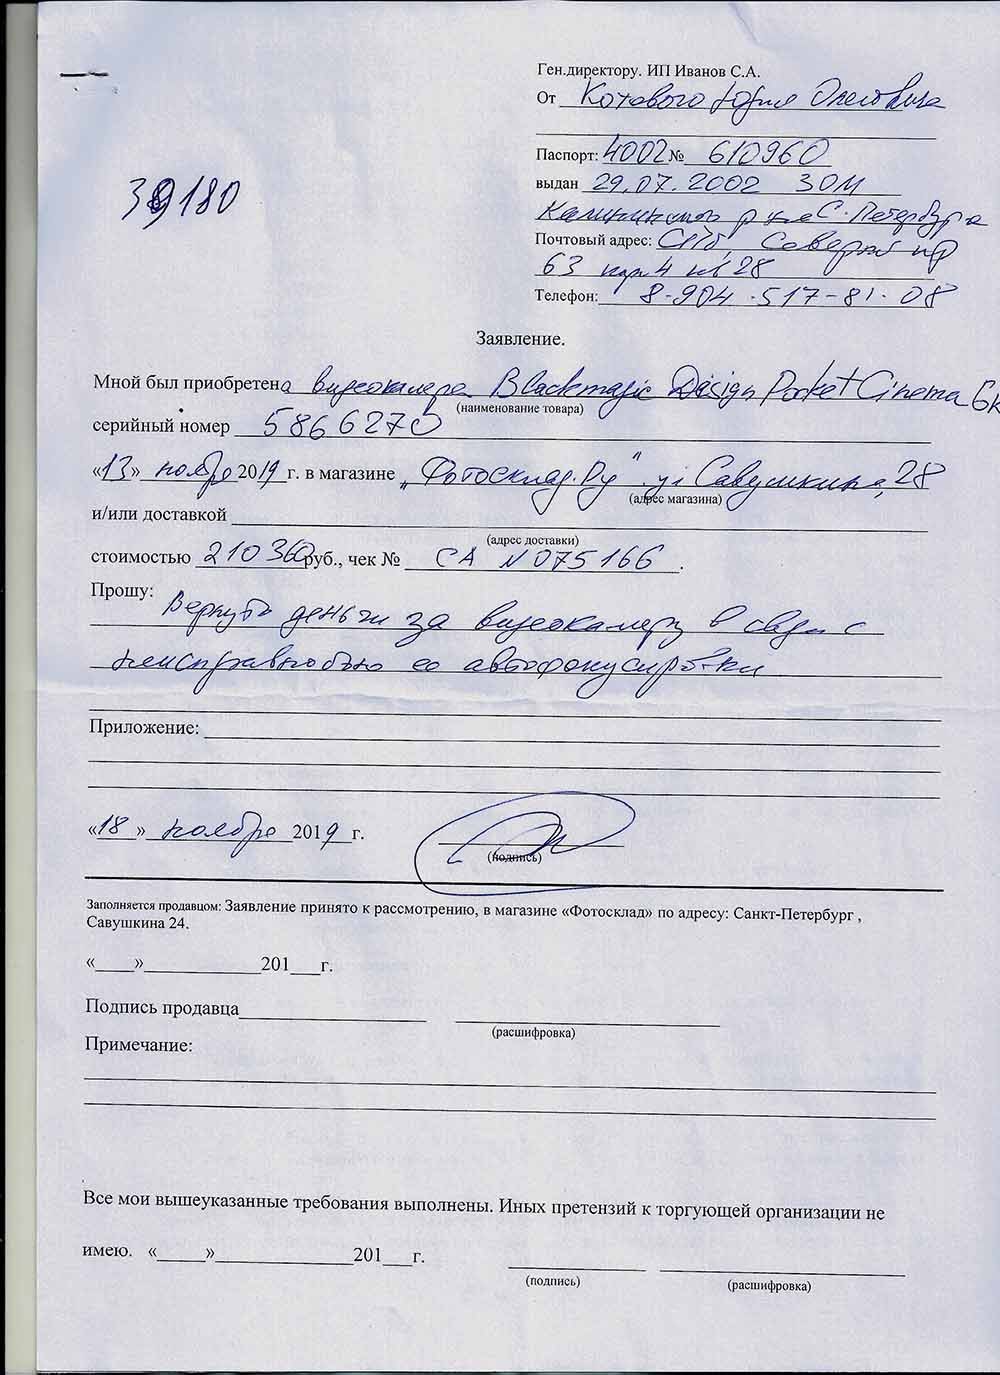 Ген.директору. ИП Иванов С.А.
От Котового Юрия Олеговича
39180
Паспорт: 4002 № 610960
выдан 29.07.2002 30М
Калининского р-на С-Петербурга
Почтовый адрес: СПб, Северный пр
63 кор 4 кв 28
Телефон: 8-904-517-81-08
Заявление.
Мной был приобретена видеокамера Blackmagic Design Pocket Cinema 6k
(наименование товара)
серийный номер 5866270
«13» ноября 2019 г. в магазине „Фотосклад.Ру" ул Савушкина, 28
(адрес магазина)
и/или доставкой
(адрес доставки)
стоимостью 210360 руб., чек № СА N075166.
Прошу: Вернуть деньги за видеокамеру в связи с
неисправностью ее автофокусировки
Приложение:
«18» ноября 2019 г.
(подпись)
Заполняется продавцом: Заявление принято к рассмотрению, в магазине «Фотосклад» по адресу: Санкт-Петербург ,
Савушкина 24.
«____»____________201___г.
Подпись продавца____________________
(расшифровка)
Примечание:
Все мои вышеуказанные требования выполнены. Иных претензий к торгующей организации не
имею. «_____»______________201___г.
(подпись) (расшифровка)